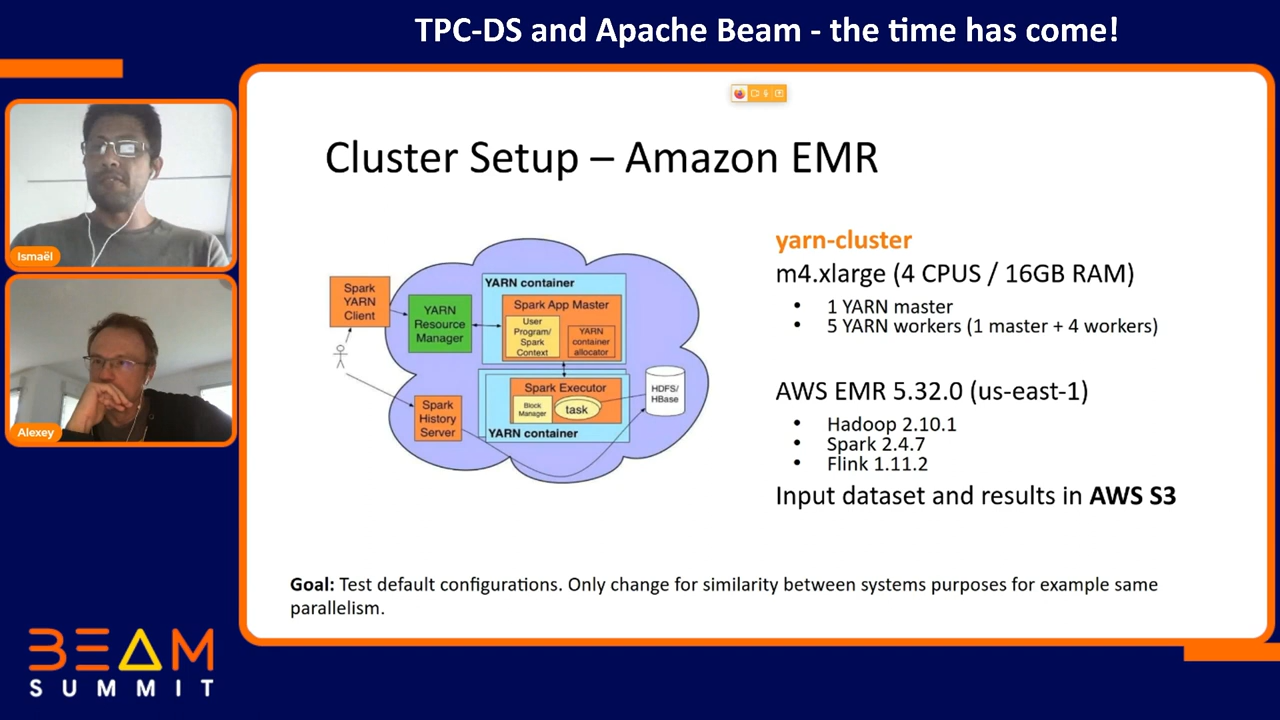 TPC-DS and Apache Beam - the time has come!
Ismaël
Alexey
Cluster Setup – Amazon EMR
Spark
YARN
Client
YARN
Resource
Manager
YARN container
Spark App Master
User
Program/
Spark
Context
YARN
container
allocator
Spark Executor
Block
Manager
task
YARN container
HDFS/
HBase
Spark
History
Server
yarn-cluster
m4.xlarge (4 CPUS / 16GB RAM)
• 1 YARN master
• 5 YARN workers (1 master + 4 workers)
AWS EMR 5.32.0 (us-east-1)
• Hadoop 2.10.1
• Spark 2.4.7
• Flink 1.11.2
Input dataset and results in AWS S3
Goal: Test default configurations. Only change for similarity between systems purposes for example same
parallelism.
BEAM
SUMMIT